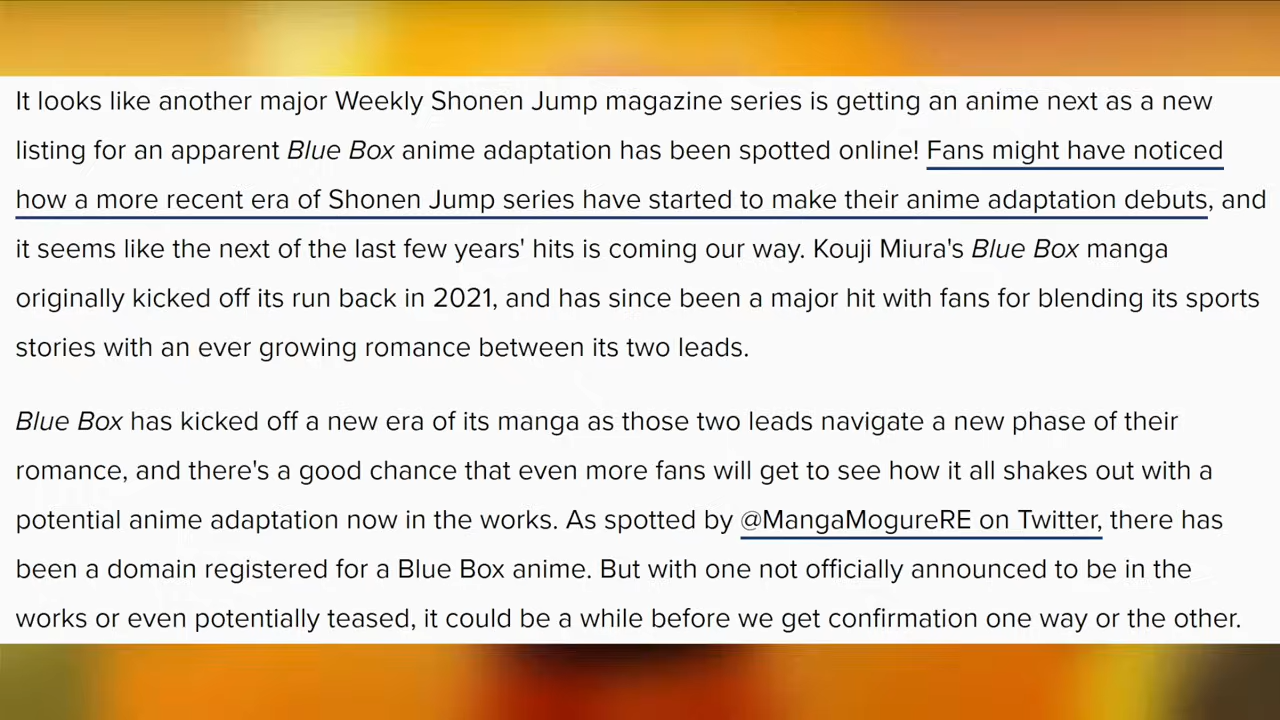 It looks like another major Weekly Shonen Jump magazine series is getting an anime next as a new
listing for an apparent Blue Box anime adaptation has been spotted online! Fans might have noticed
how a more recent era of Shonen Jump series have started to make their anime adaptation debuts, and
it seems like the next of the last few years' hits is coming our way. Kouji Miura's Blue Box manga
originally kicked off its run back in 2021, and has since been a major hit with fans for blending its sports
stories with an ever growing romance between its two leads.
Blue Box has kicked off a new era of its manga as those two leads navigate a new phase of their
romance, and there's a good chance that even more fans will get to see how it all shakes out with a
potential anime adaptation now in the works. As spotted by @MangaMogureRE on Twitter, there has
been a domain registered for a Blue Box anime. But with one not officially announced to be in the
works or even potentially teased, it could be a while before we get confirmation one way or the other.